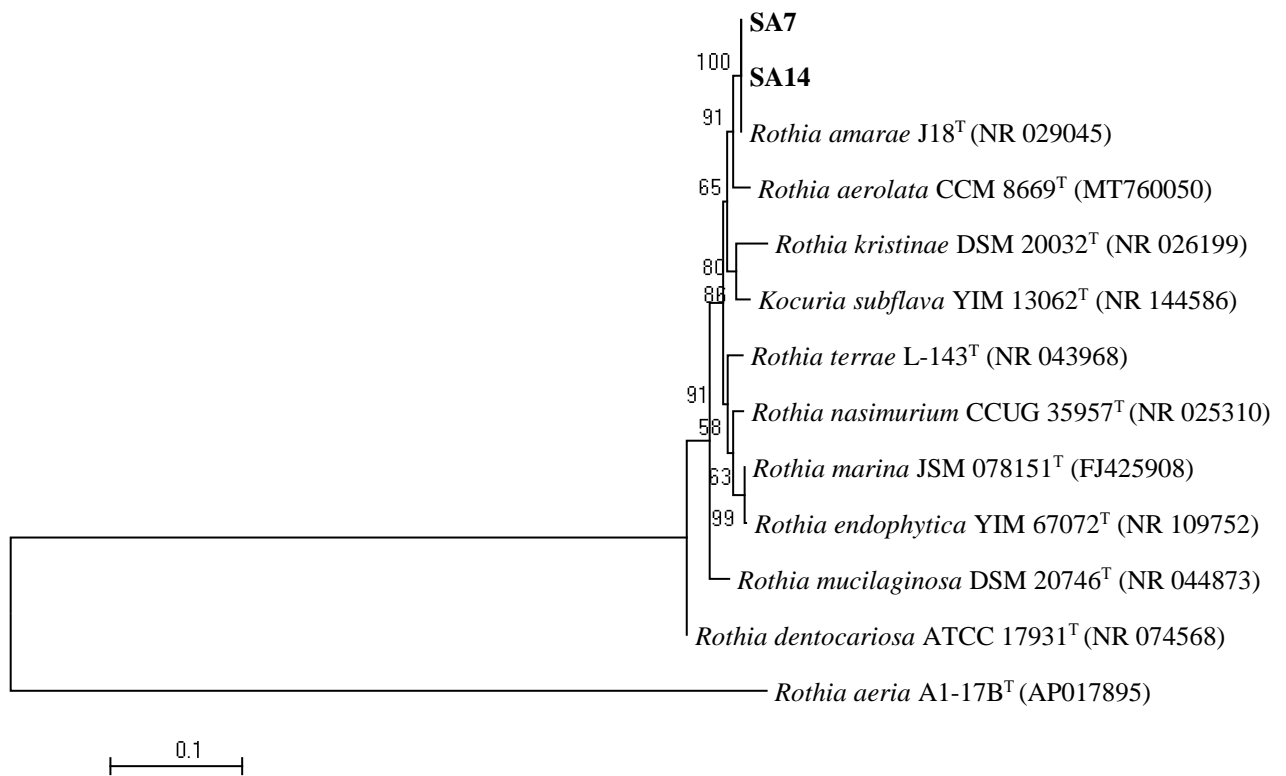 SA7
100
SA14
91
Rothia amarae J18ᵀ (NR 029045)
65
Rothia aerolata CCM 8669ᵀ (MT760050)
Rothia kristinae DSM 20032ᵀ (NR 026199)
80
86
Kocuria subflava YIM 13062ᵀ (NR 144586)
Rothia terrae L-143ᵀ (NR 043968)
91
Rothia nasimurium CCUG 35957ᵀ (NR 025310)
58
Rothia marina JSM 078151ᵀ (FJ425908)
63
99
Rothia endophytica YIM 67072ᵀ (NR 109752)
Rothia mucilaginosa DSM 20746ᵀ (NR 044873)
Rothia dentocariosa ATCC 17931ᵀ (NR 074568)
Rothia aeria A1-17Bᵀ (AP017895)
0.1